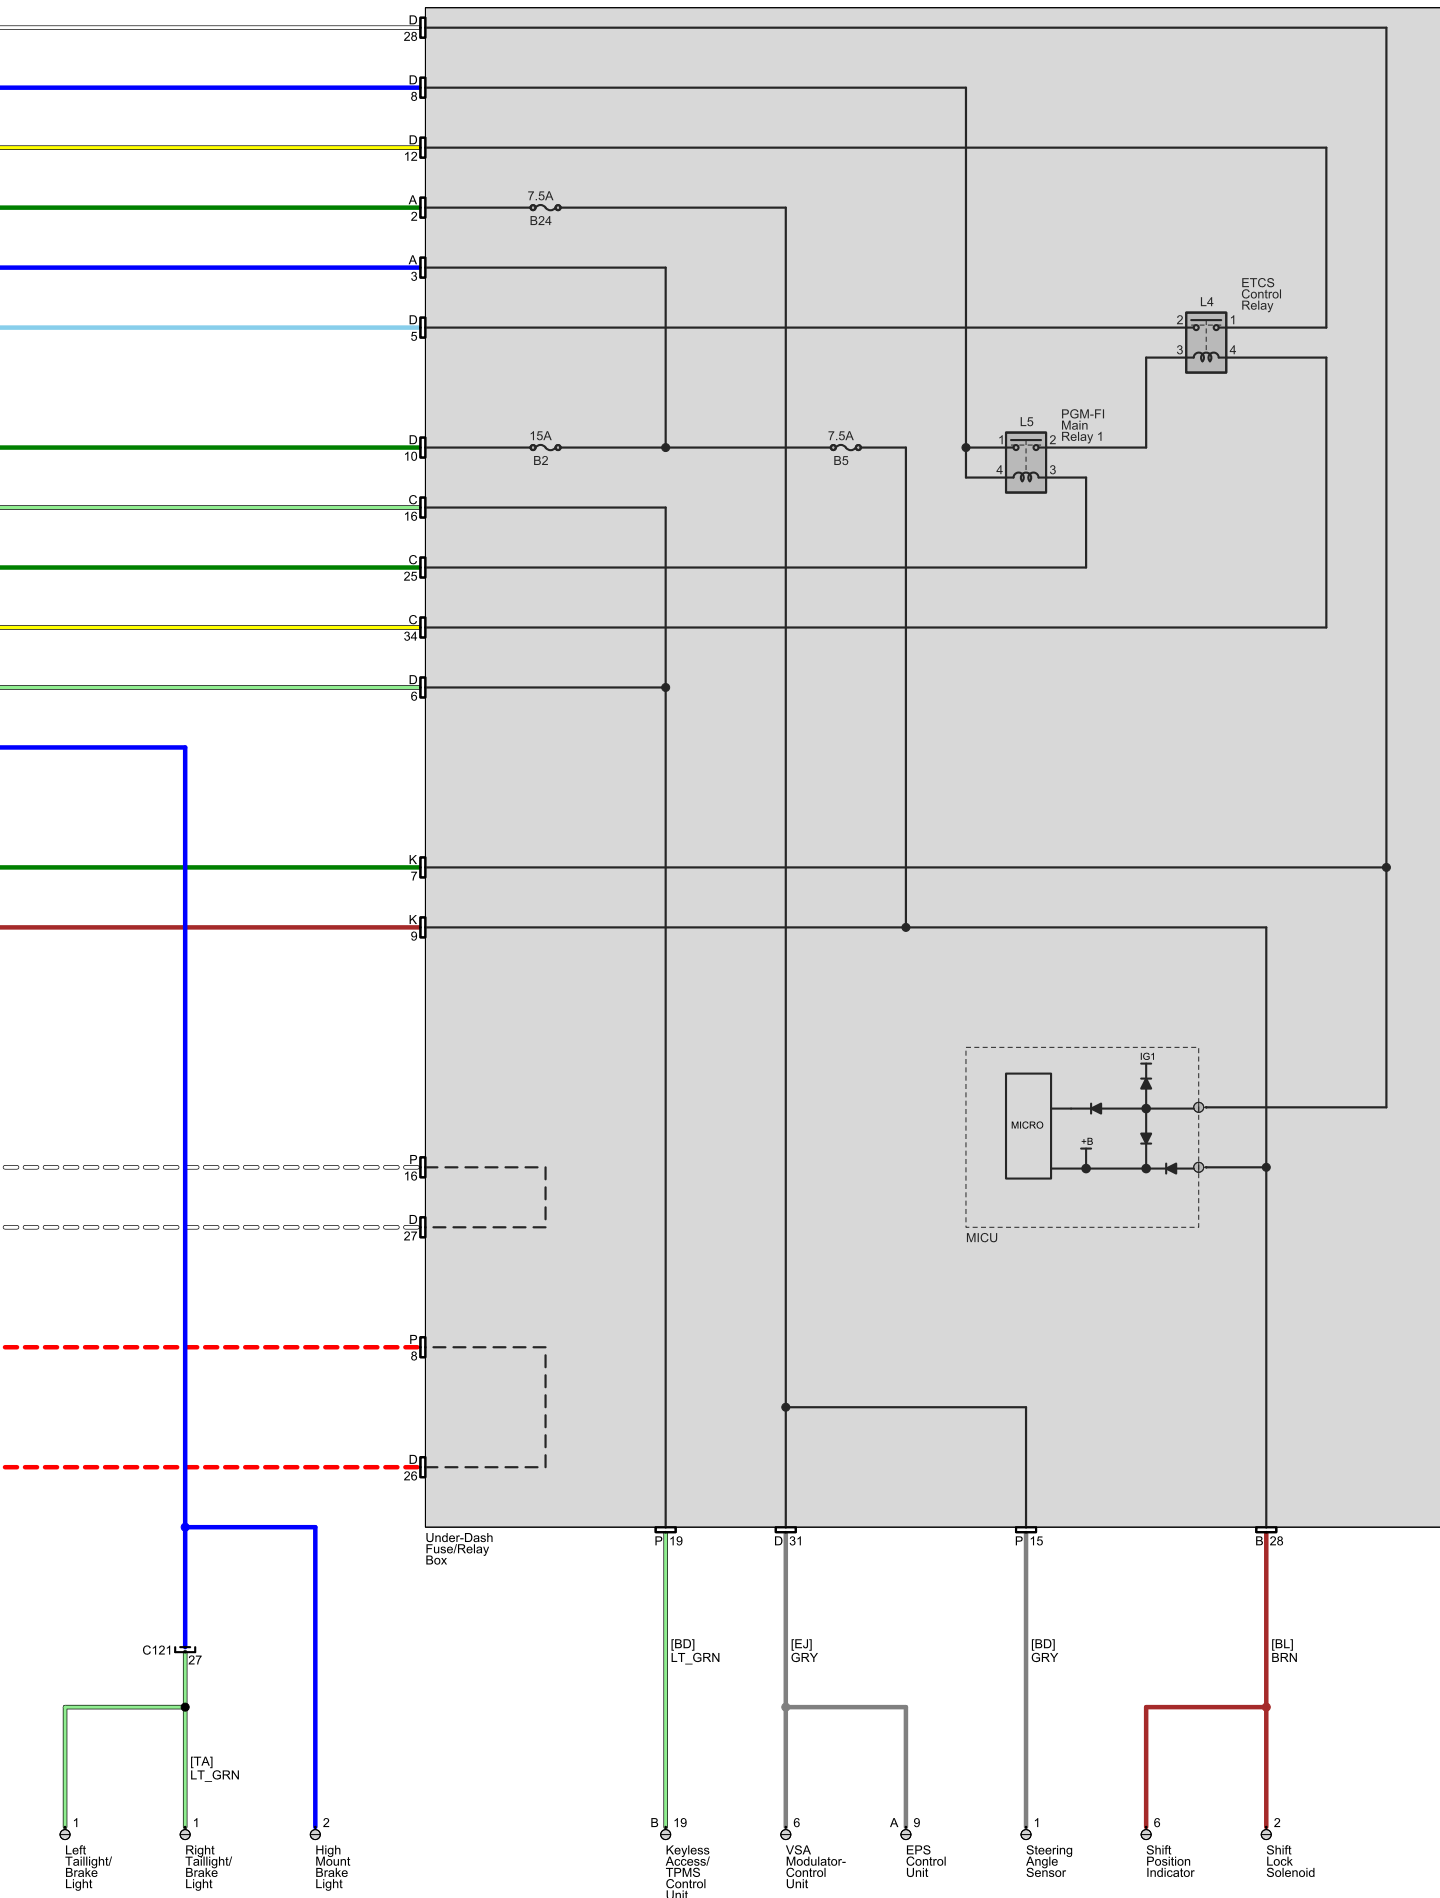 D
28
D
8
D
12
A
2
7.5A
B24
A
3
ETCS
Control
Relay
L4
D
5
2
1
3
4
D
10
15A
B2
7.5A
B5
L5
PGM-FI
Main
Relay 1
1
2
4
3
C
16
C
25
C
34
D
6
K
7
K
9
IG1
MICRO
+B
MICU
P
16
D
27
P
8
D
26
Under-Dash
Fuse/Relay
Box
P 19
D 31
P 15
B 28
[BD]
LT_GRN
[EJ]
GRY
[BD]
GRY
[BL]
BRN
C121
27
[TA]
LT_GRN
1
Left
Taillight/
Brake
Light
1
Right
Taillight/
Brake
Light
2
High
Mount
Brake
Light
B 19
Keyless
Access/
TPMS
Control
Unit
6
VSA
Modulator-
Control
Unit
A 9
EPS
Control
Unit
1
Steering
Angle
Sensor
6
Shift
Position
Indicator
2
Shift
Lock
Solenoid